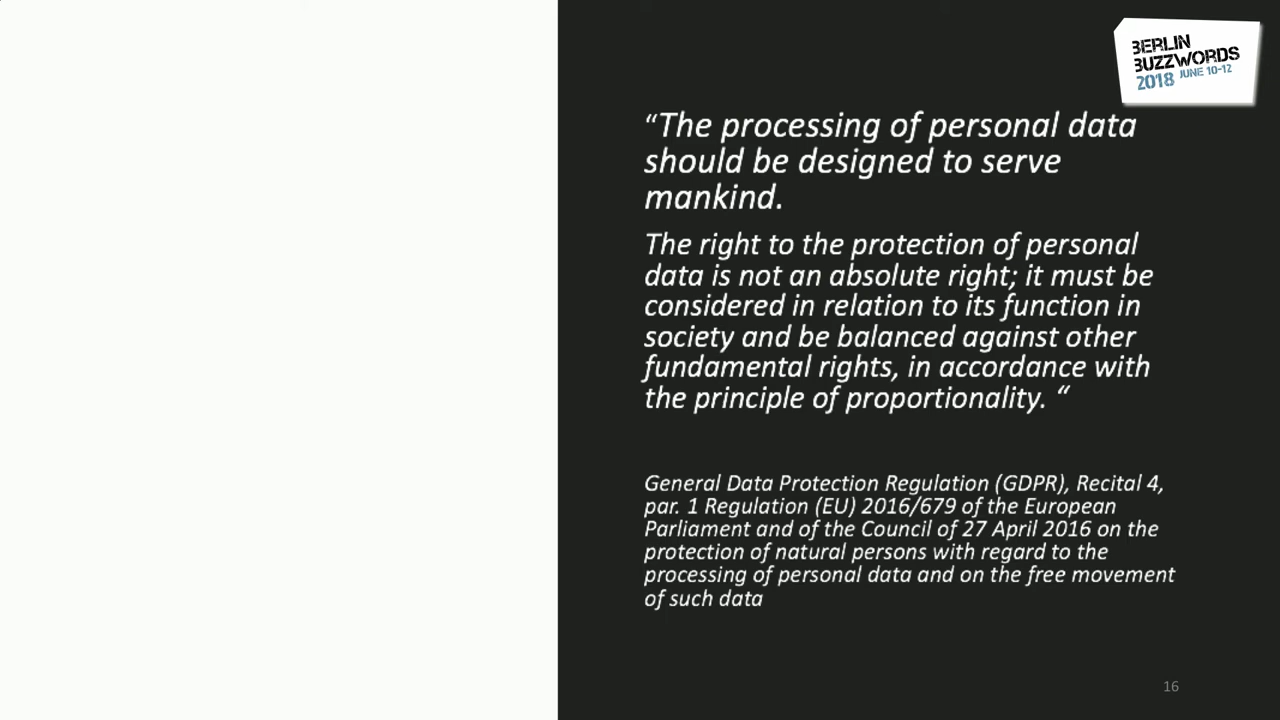 BERLIN
BUZZWORDS
2018 JUNE 10-12
“The processing of personal data
should be designed to serve
mankind.
The right to the protection of personal
data is not an absolute right; it must be
considered in relation to its function in
society and be balanced against other
fundamental rights, in accordance with
the principle of proportionality. “
General Data Protection Regulation (GDPR), Recital 4,
par. 1 Regulation (EU) 2016/679 of the European
Parliament and of the Council of 27 April 2016 on the
protection of natural persons with regard to the
processing of personal data and on the free movement
of such data
16